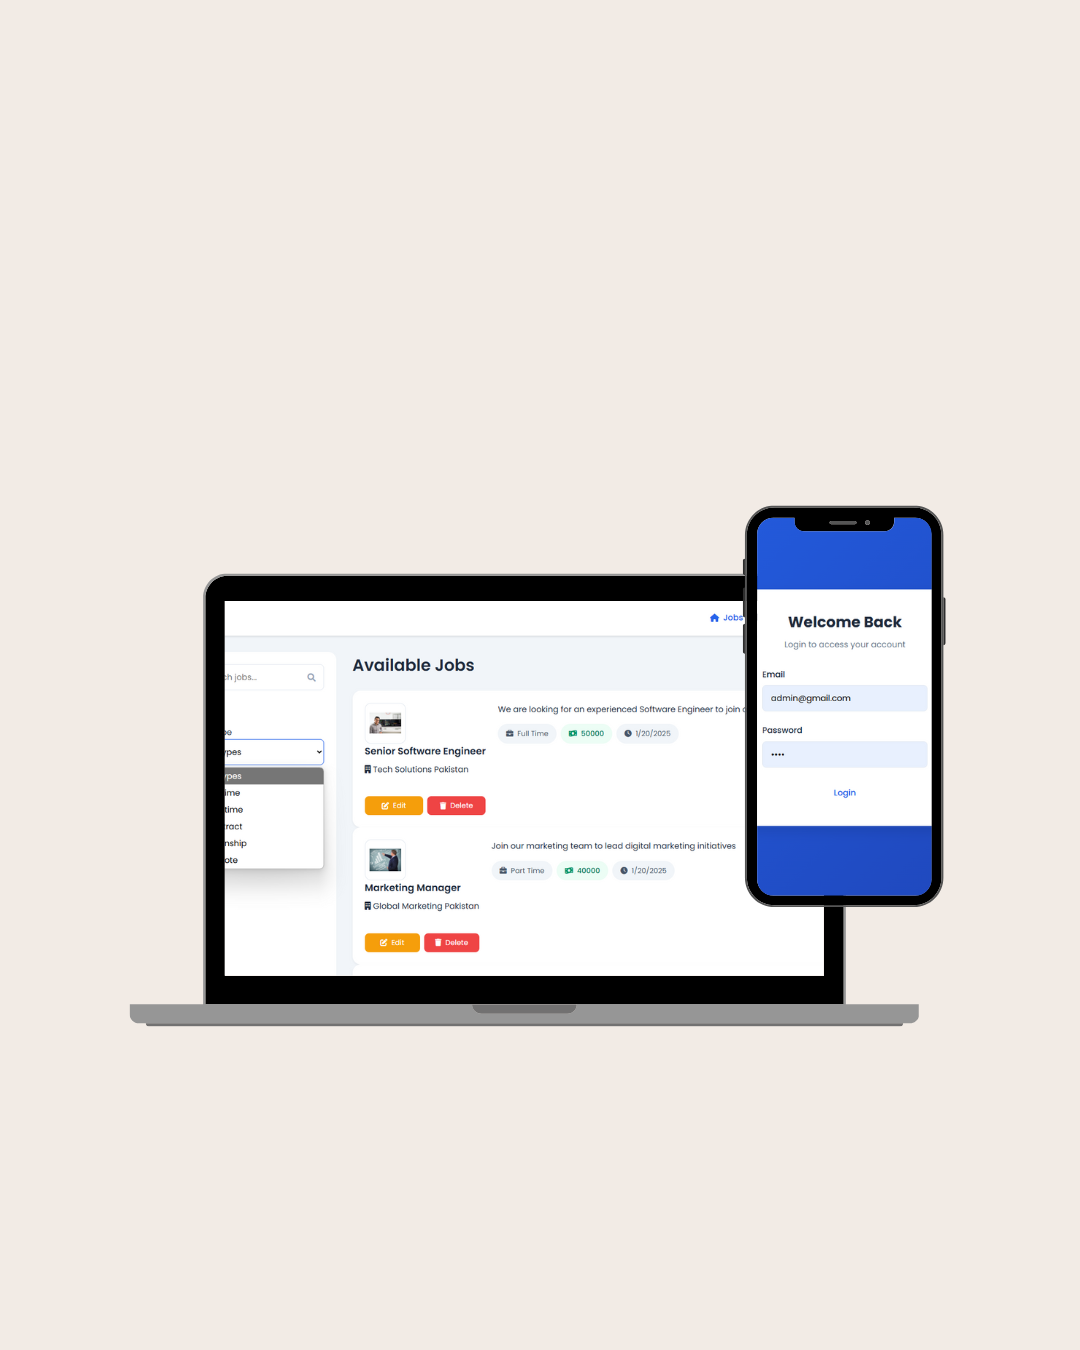 Jobs
ch jobs...
pe
ypes
ypes
ime
time
ract
nship
ote
Available Jobs
We are looking for an experienced Software Engineer to join
Full Time
50000
1/20/2025
Senior Software Engineer
Tech Solutions Pakistan
Edit
Delete
Join our marketing team to lead digital marketing initiatives
Part Time
40000
1/20/2025
Marketing Manager
Global Marketing Pakistan
Edit
Delete
Welcome Back
Login to access your account
Email
admin@gmail.com
Password
••••
Login